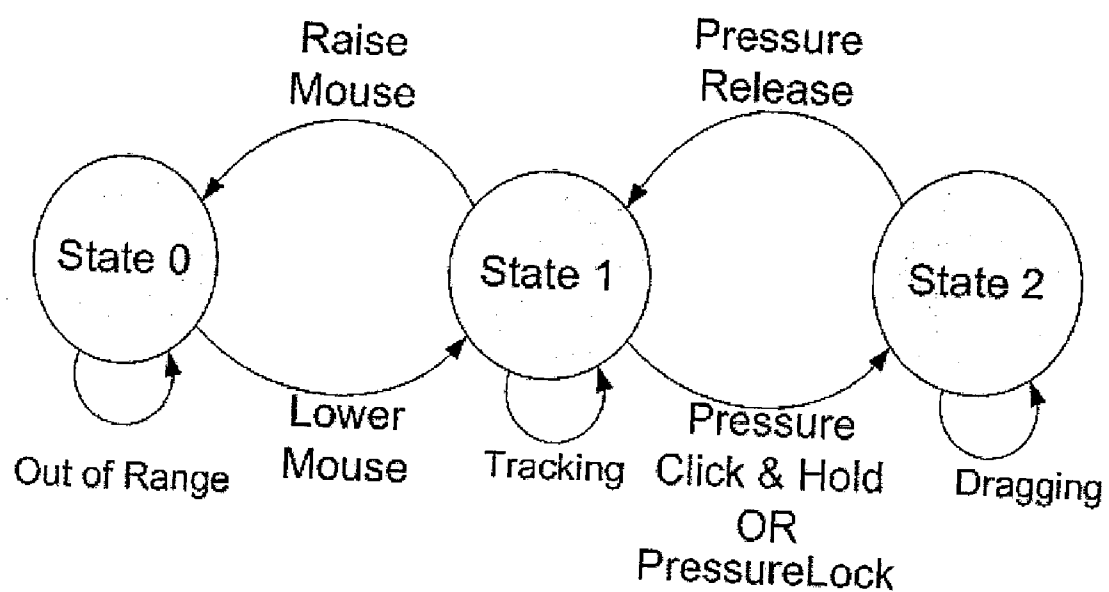 Raise
Mouse
Pressure
Release
State 0
State 1
State 2
Lower
Mouse
Out of Range
Tracking
Pressure
Click & Hold
OR
PressureLock
Dragging